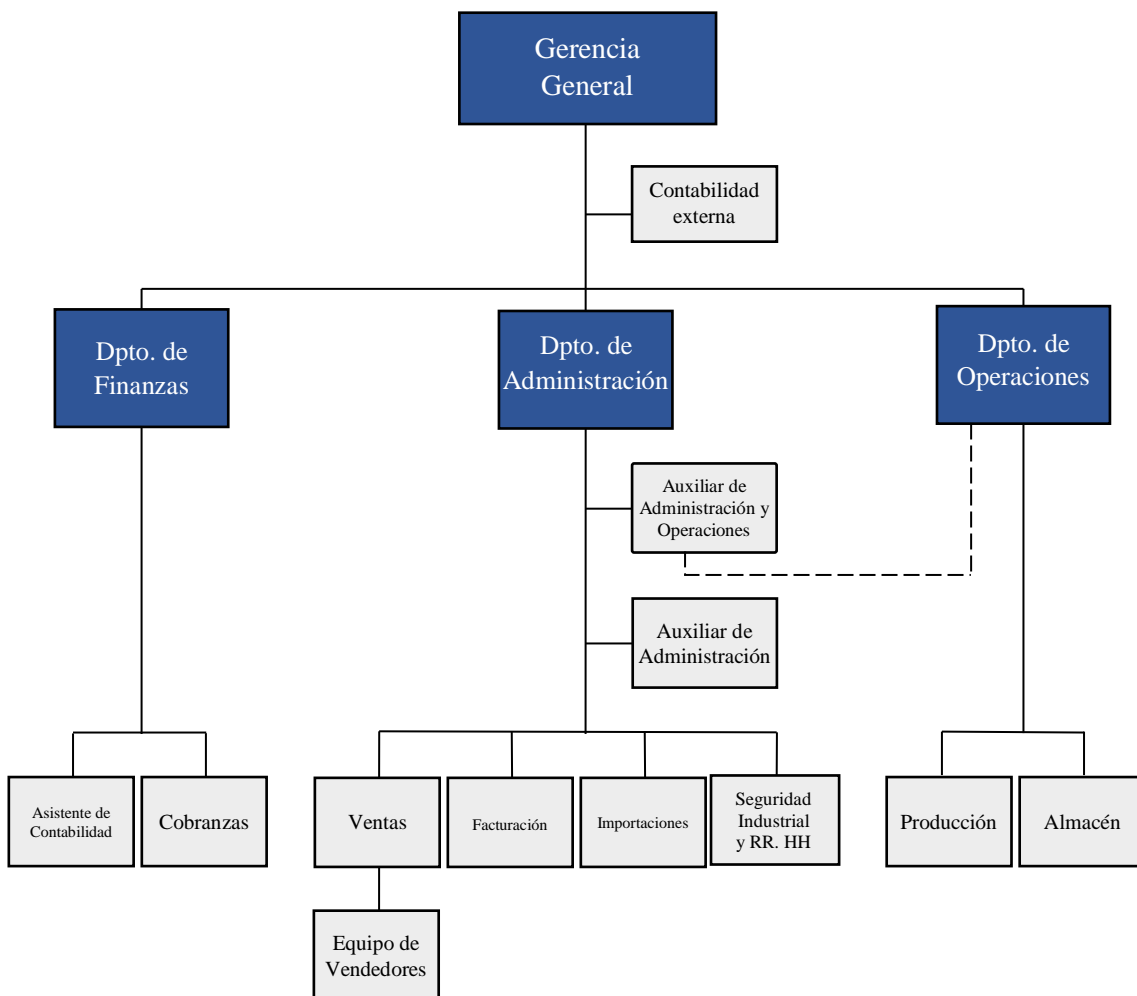 Gerencia
General
Contabilidad
externa
Dpto. de
Finanzas
Dpto. de
Administración
Dpto. de
Operaciones
Auxiliar de
Administración y
Operaciones
Auxiliar de
Administración
Asistente de
Contabilidad
Cobranzas
Ventas
Facturación
Importaciones
Seguridad
Industrial
y RR. HH
Producción
Almacén
Equipo de
Vendedores